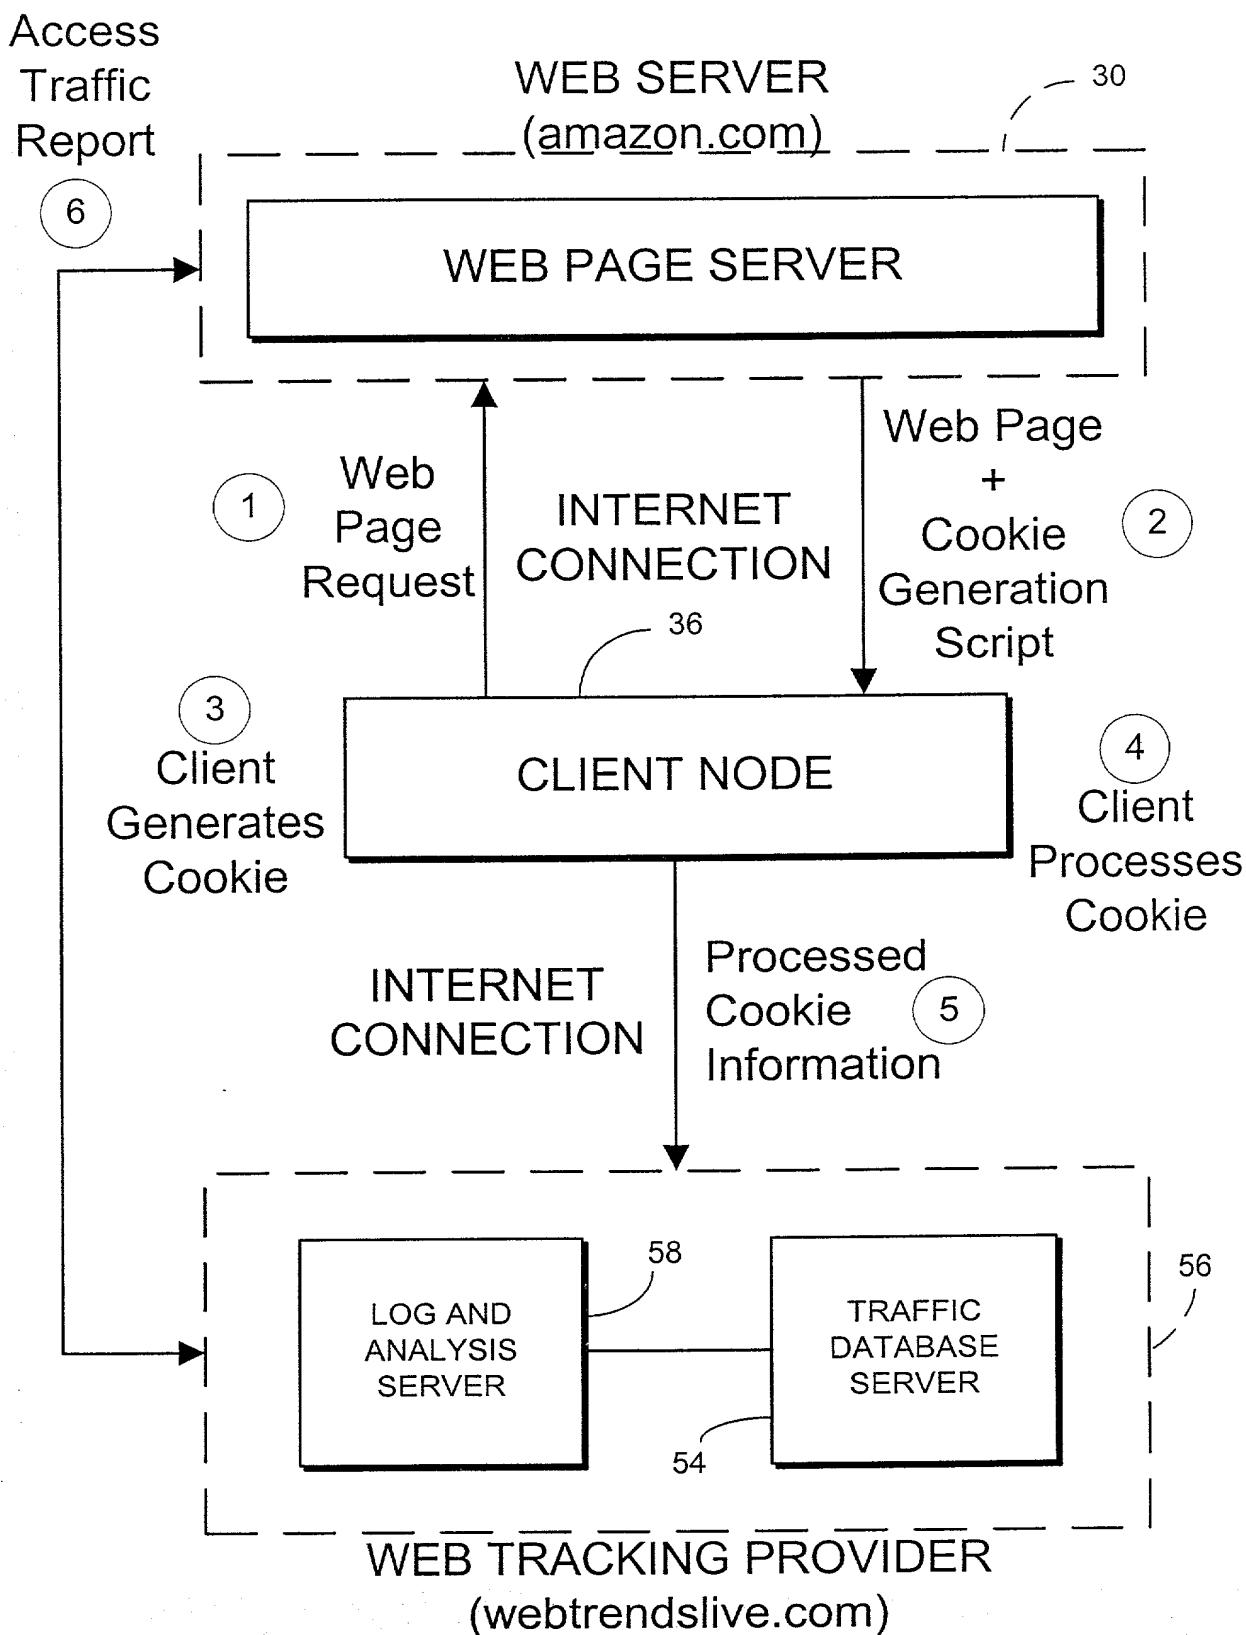 Access
Traffic
Report
6
WEB SERVER
(amazon.com)
30
WEB PAGE SERVER
1
Web
Page
Request
INTERNET
CONNECTION
Web Page
+
Cookie
Generation
Script
2
36
3
Client
Generates
Cookie
CLIENT NODE
4
Client
Processes
Cookie
INTERNET
CONNECTION
Processed
Cookie
Information
5
58
LOG AND
ANALYSIS
SERVER
TRAFFIC
DATABASE
SERVER
54
56
WEB TRACKING PROVIDER
(webtrendslive.com)